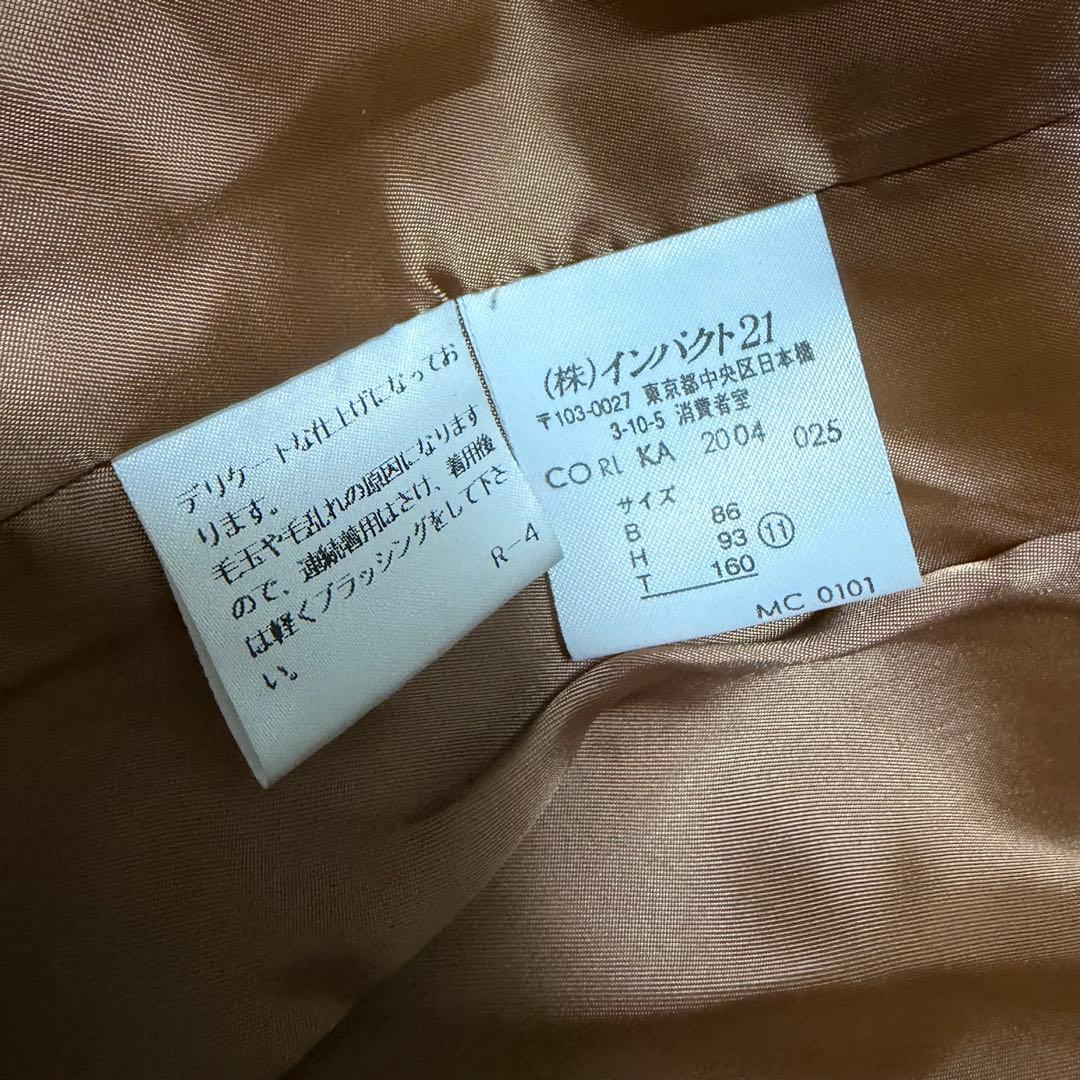 デリケートな仕上げになってお
ります。
毛玉や毛乱れの原因になります
ので、連続着用はさけ、着用後
は軽くブラッシングをして下さ
い。
R-4
(株)インパクト21
〒103-0027 東京都中央区日本橋
3-10-5 消費者室
CO RL KA 2004 025
サイズ
B 86
H 93 ⑪
T 160
MC 0101